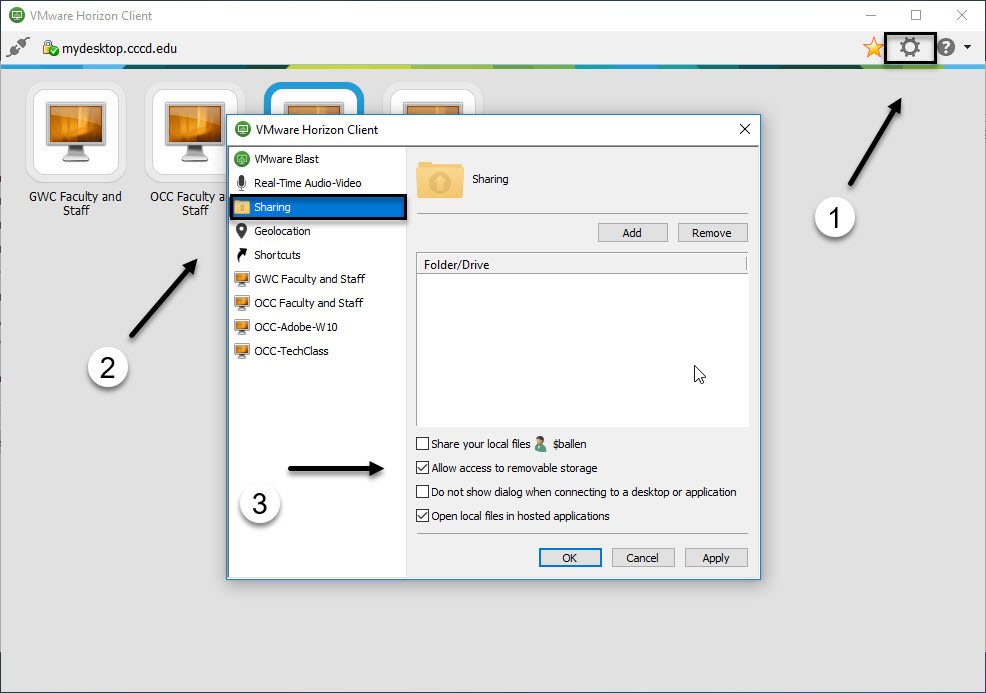 VMware Horizon Client
mydesktop.cccd.edu
?
1
GWC Faculty and
Staff
OCC Faculty a
Staff
2
VMware Horizon Client
VMware Blast
Real-Time Audio-Video
Sharing
Geolocation
Shortcuts
GWC Faculty and Staff
OCC Faculty and Staff
OCC-Adobe-W10
OCC-TechClass
Sharing
Add Remove
Folder/Drive
3
Share your local files $ballen
Allow access to removable storage
Do not show dialog when connecting to a desktop or application
Open local files in hosted applications
OK Cancel Apply